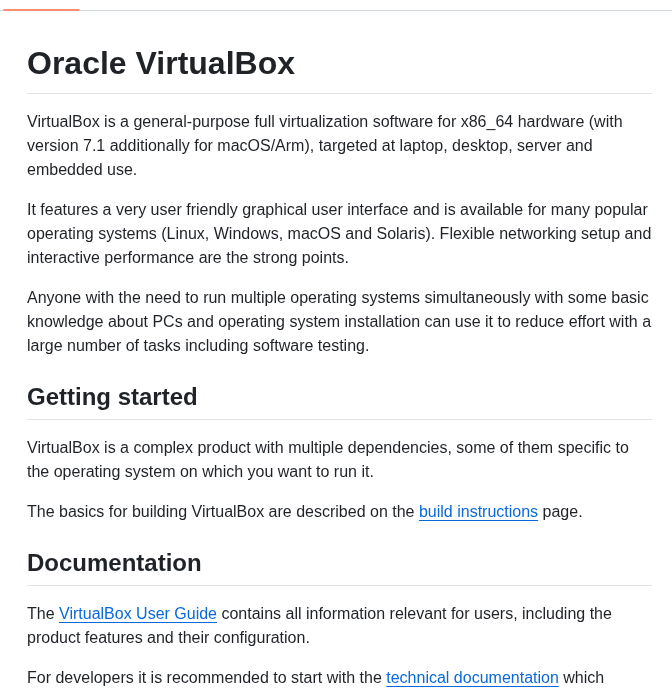 Oracle VirtualBox
VirtualBox is a general-purpose full virtualization software for x86_64 hardware (with
version 7.1 additionally for macOS/Arm), targeted at laptop, desktop, server and
embedded use.
It features a very user friendly graphical user interface and is available for many popular
operating systems (Linux, Windows, macOS and Solaris). Flexible networking setup and
interactive performance are the strong points.
Anyone with the need to run multiple operating systems simultaneously with some basic
knowledge about PCs and operating system installation can use it to reduce effort with a
large number of tasks including software testing.
Getting started
VirtualBox is a complex product with multiple dependencies, some of them specific to
the operating system on which you want to run it.
The basics for building VirtualBox are described on the build instructions page.
Documentation
The VirtualBox User Guide contains all information relevant for users, including the
product features and their configuration.
For developers it is recommended to start with the technical documentation which